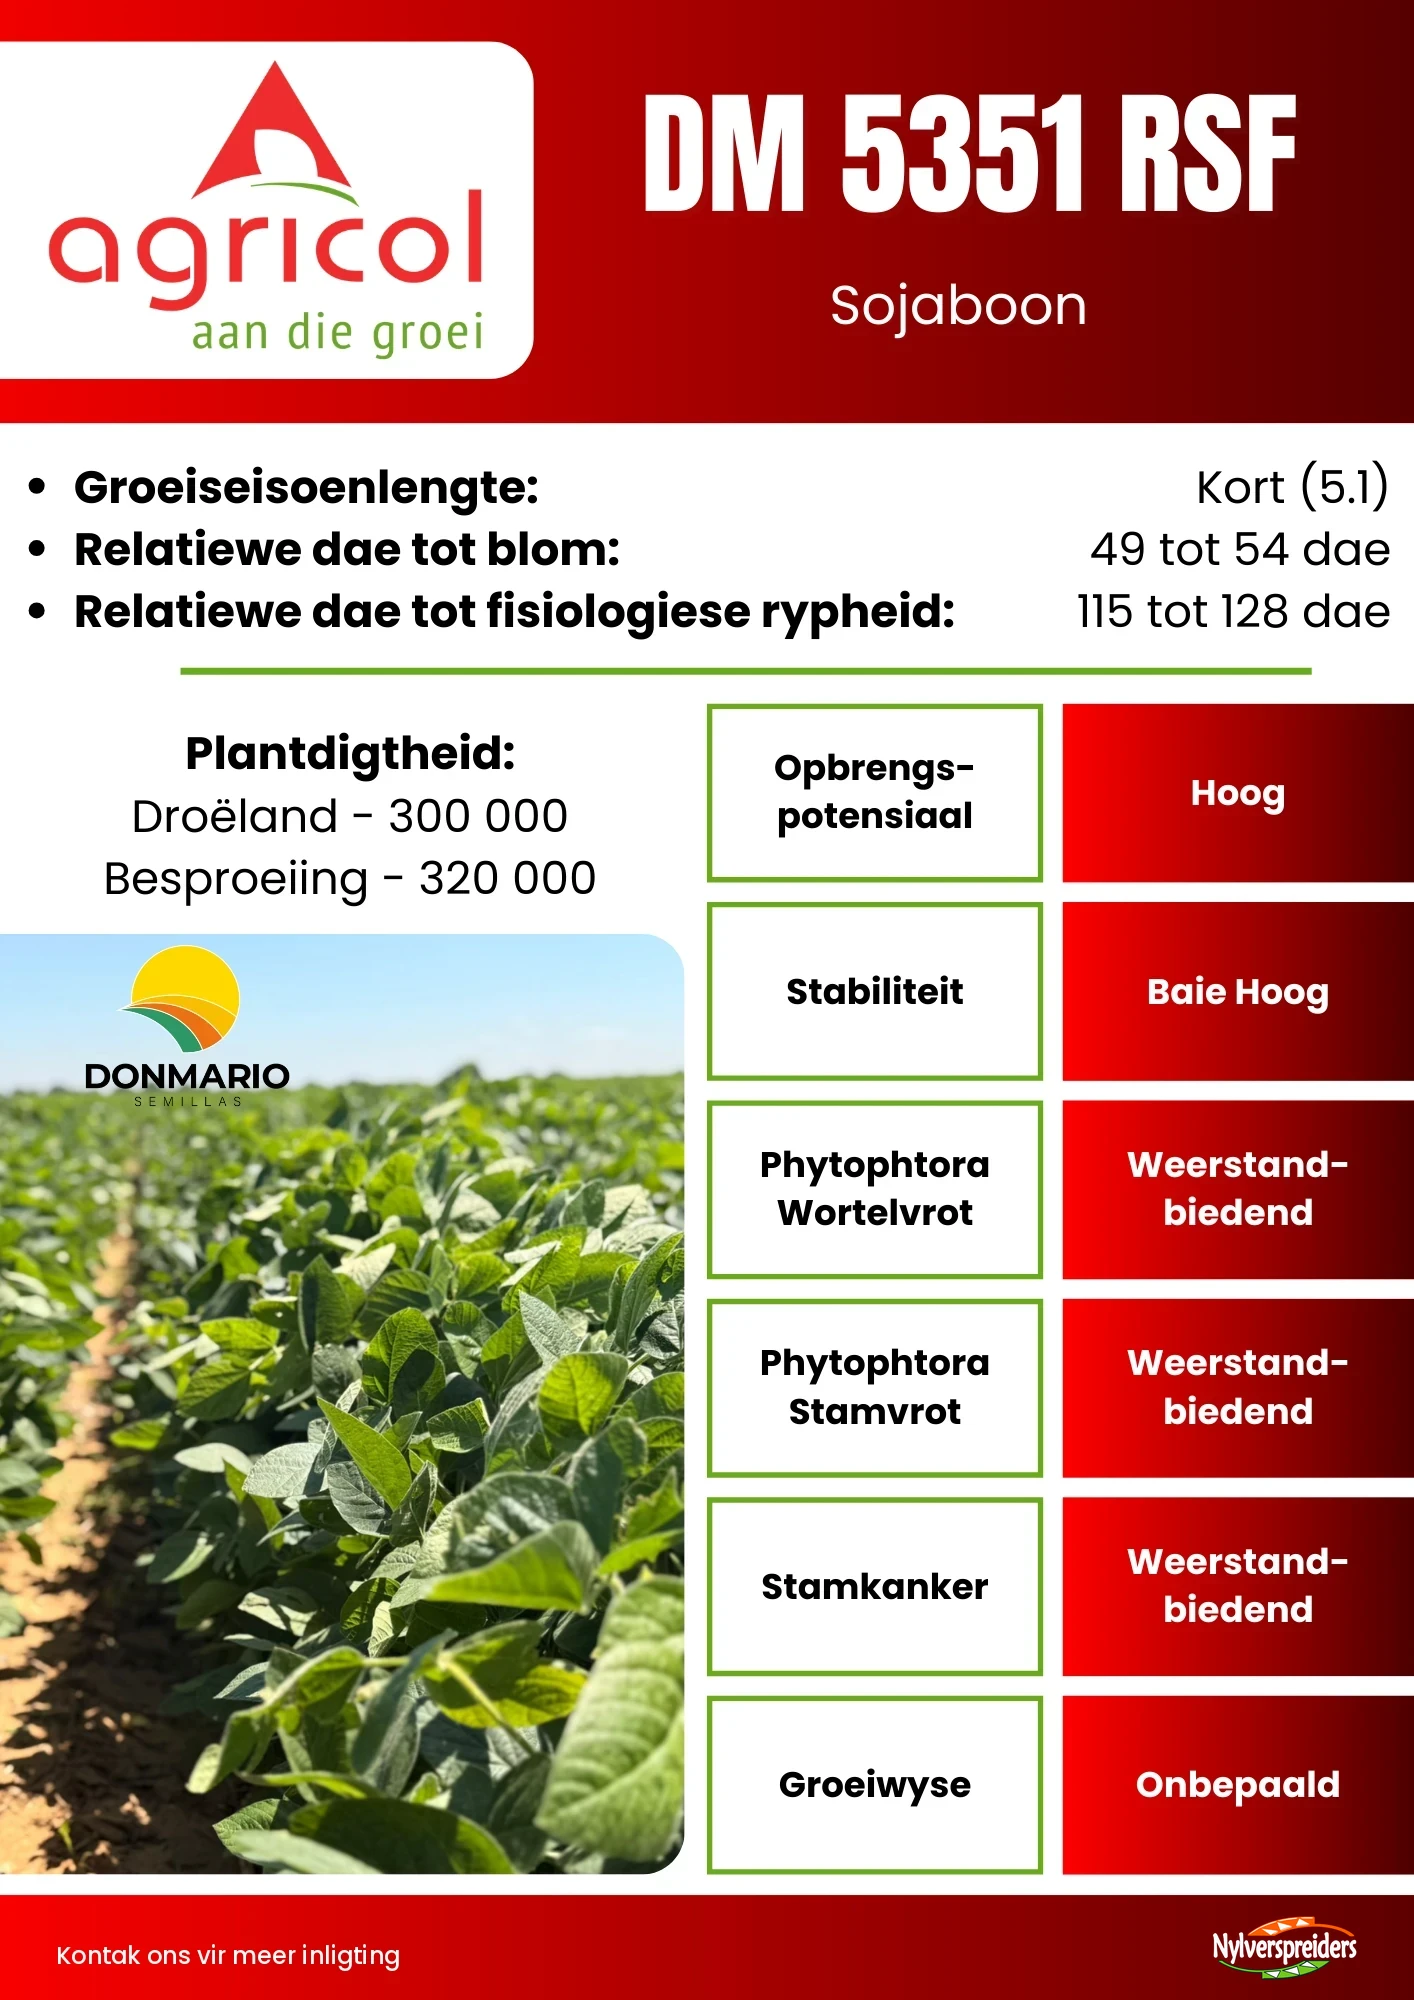 agricol
aan die groei
DM 5351 RSF
Sojaboon
• Groeiseisoenlengte: Kort (5.1)
• Relatiewe dae tot blom: 49 tot 54 dae
• Relatiewe dae tot fisiologiese rypheid: 115 tot 128 dae
Plantdigtheid:
Droëland - 300 000
Besproeiing - 320 000
DONMARIO
SEMILLAS
Opbrengs-
potensiaal
Hoog
Stabiliteit
Baie Hoog
Phytophtora
Wortelvrot
Weerstand-
biedend
Phytophtora
Stamvrot
Weerstand-
biedend
Stamkanker
Weerstand-
biedend
Groeiwyse
Onbepaald
Kontak ons vir meer inligting
Nylverspreiders